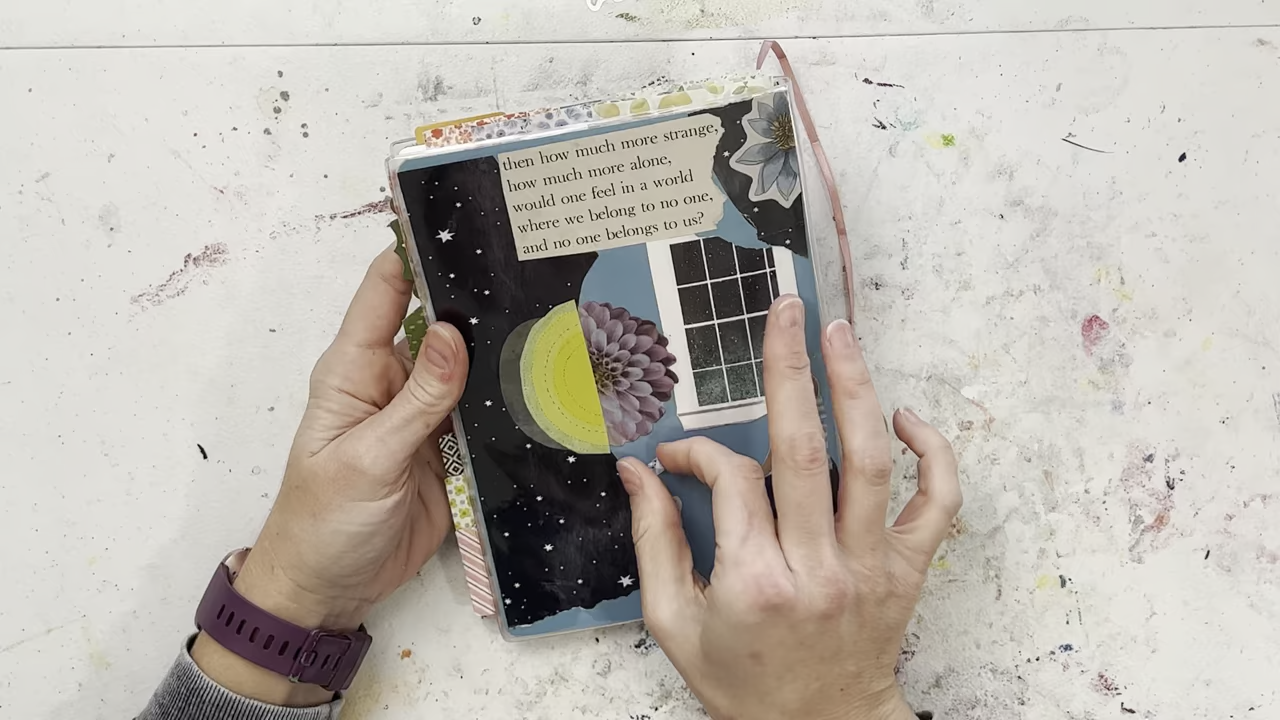 then how much more strange,
how much more alone,
would one feel in a world
where we belong to no one,
and no one belongs to us?